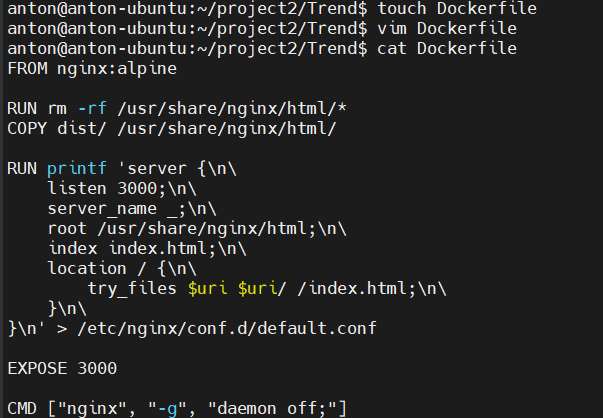 anton@anton-ubuntu:~/project2/Trend$ touch Dockerfile
anton@anton-ubuntu:~/project2/Trend$ vim Dockerfile
anton@anton-ubuntu:~/project2/Trend$ cat Dockerfile
FROM nginx:alpine

RUN rm -rf /usr/share/nginx/html/*
COPY dist/ /usr/share/nginx/html/

RUN printf 'server {\n\
    listen 3000;\n\
    server_name _;\n\
    root /usr/share/nginx/html;\n\
    index index.html;\n\
    location / {\n\
        try_files $uri $uri/ /index.html;\n\
    }\n\
}\n' > /etc/nginx/conf.d/default.conf

EXPOSE 3000

CMD ["nginx", "-g", "daemon off;"]